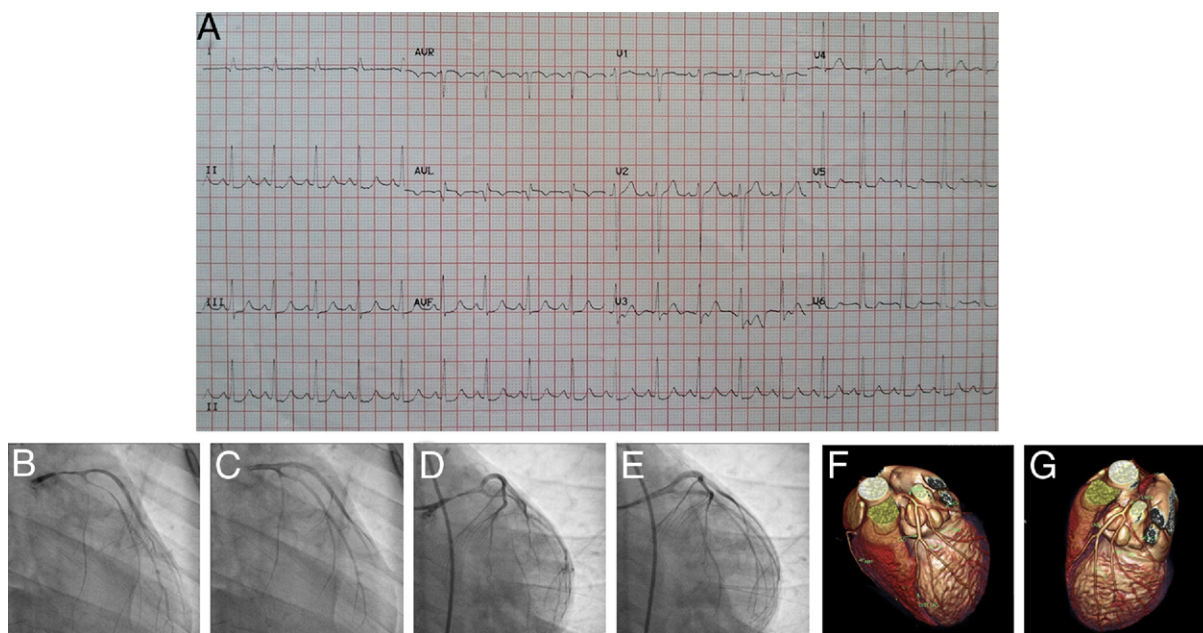 A
I AVR V1 V4
II AVL V2 V5
III AVF V3 V6
II
B C D E F G